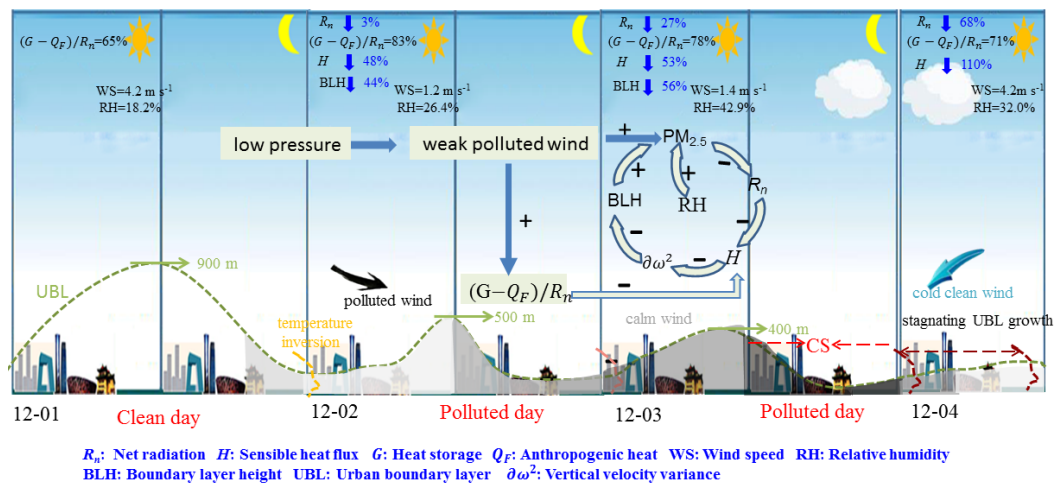 (G − Q_F)/R_n=65%
WS=4.2 m s⁻¹
RH=18.2%
R_n 3%
(G − Q_F)/R_n=83%
H 48%
BLH 44%
WS=1.2 m s⁻¹
RH=26.4%
R_n 27%
(G − Q_F)/R_n=78%
H 53%
BLH 56%
WS=1.4 m s⁻¹
RH=42.9%
R_n 68%
(G − Q_F)/R_n=71%
H 110%
WS=4.2m s⁻¹
RH=32.0%
low pressure
weak polluted wind
+
PM₂.₅
+
+
−
BLH
RH
R_n
−
−
∂ω²
−
H
+
(G−Q_F)/R_n
−
900 m
UBL
polluted wind
500 m
temperature
inversion
calm wind
400 m
CS
cold clean wind
stagnating UBL growth
12-01
Clean day
12-02
Polluted day
12-03
Polluted day
12-04
R_n: Net radiation H: Sensible heat flux G: Heat storage Q_F: Anthropogenic heat WS: Wind speed RH: Relative humidity
BLH: Boundary layer height UBL: Urban boundary layer ∂ω²: Vertical velocity variance